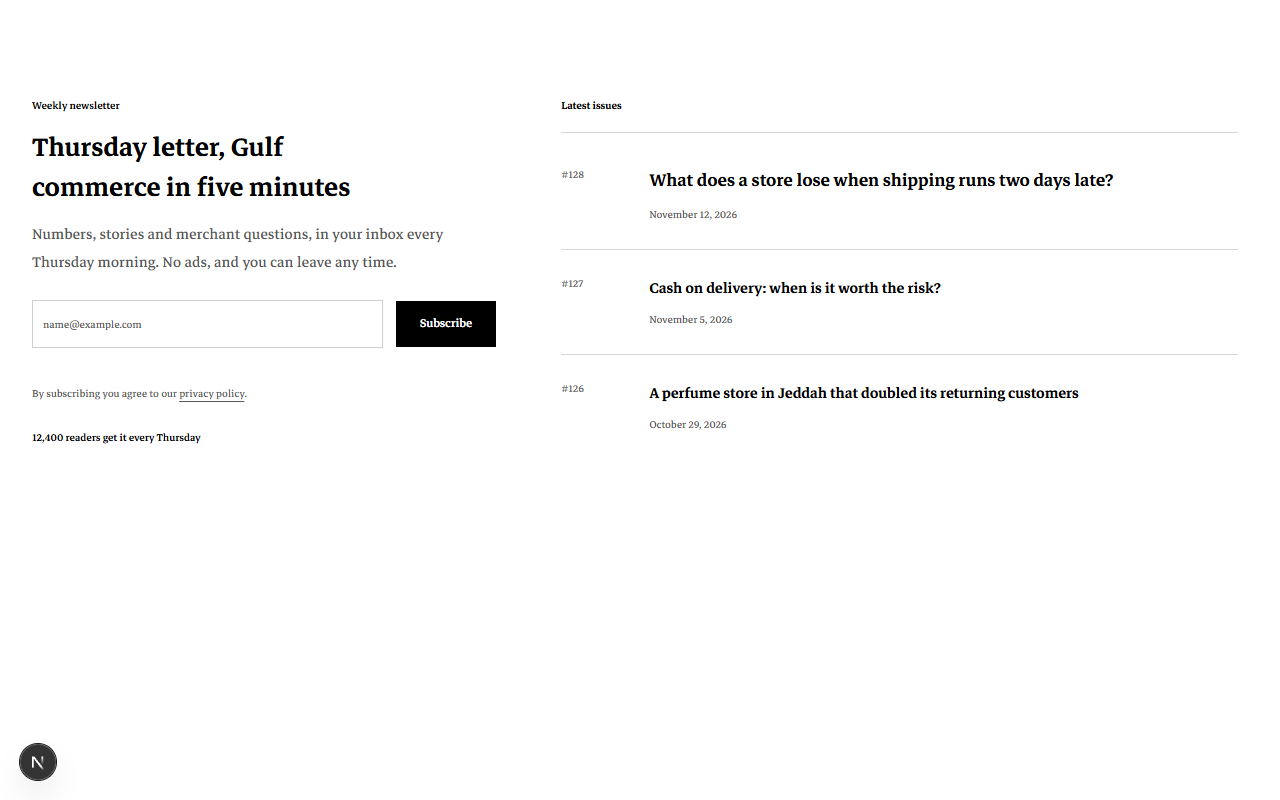 Weekly newsletter
Thursday letter, Gulf
commerce in five minutes
Numbers, stories and merchant questions, in your inbox every
Thursday morning. No ads, and you can leave any time.
name@example.com
Subscribe
By subscribing you agree to our privacy policy.
12,400 readers get it every Thursday
Latest issues
#128
What does a store lose when shipping runs two days late?
November 12, 2026
#127
Cash on delivery: when is it worth the risk?
November 5, 2026
#126
A perfume store in Jeddah that doubled its returning customers
October 29, 2026
N